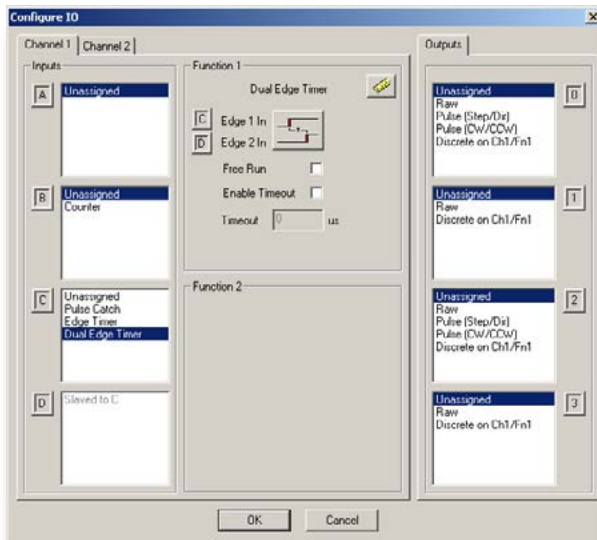 Configure IO
Channel 1 Channel 2
Inputs
A
Unassigned
B
Unassigned
Counter
C
Unassigned
Pulse Catch
Edge Timer
Dual Edge Timer
D
Slaved to C
Function 1
Dual Edge Timer
C Edge 1 In
D Edge 2 In
Free Run
Enable Timeout
Timeout 0 us
Function 2
Outputs
Unassigned
Raw
Pulse (Step/Dir)
Pulse (CW/CCW)
Discrete on Ch1/Fn1
0
Unassigned
Raw
Discrete on Ch1/Fn1
1
Unassigned
Raw
Pulse (Step/Dir)
Pulse (CW/CCW)
Discrete on Ch1/Fn1
2
Unassigned
Raw
Discrete on Ch1/Fn1
3
OK Cancel